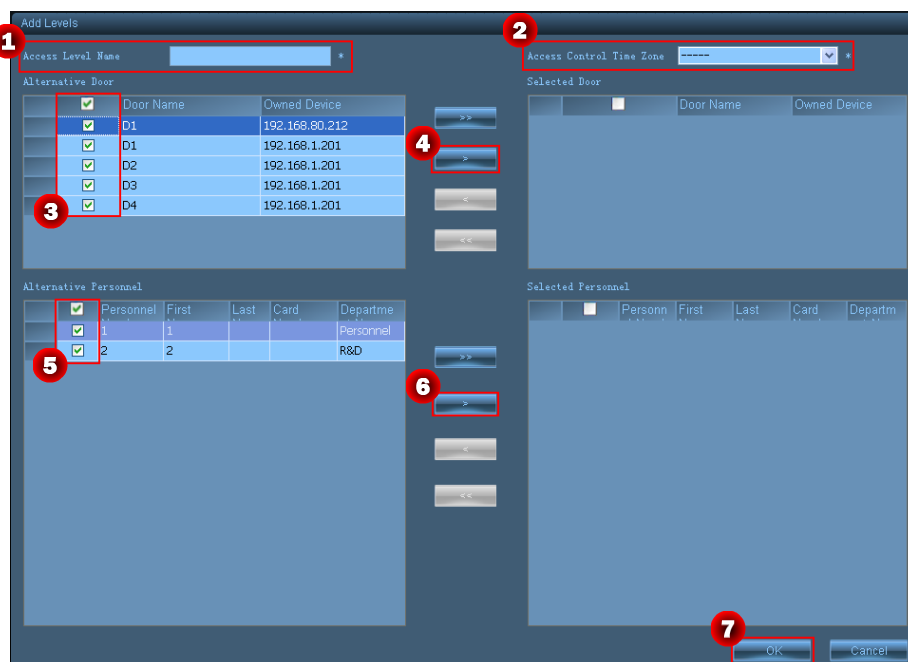 Add Levels
1
2
Access Level Name *
Access Control Time Zone ----- *
Alternative Door
Selected Door
Door Name Owned Device
Door Name Owned Device
D1 192.168.80.212
>>
D1 192.168.1.201
4
>
D2 192.168.1.201
D3 192.168.1.201
<
3
D4 192.168.1.201
<<
Alternative Personnel
Selected Personnel
Personnel First Last Card Departme
Personn First Last Card Departm
1 1 Personnel
2 2 R&D
5
>>
6
>
<
<<
7
OK Cancel